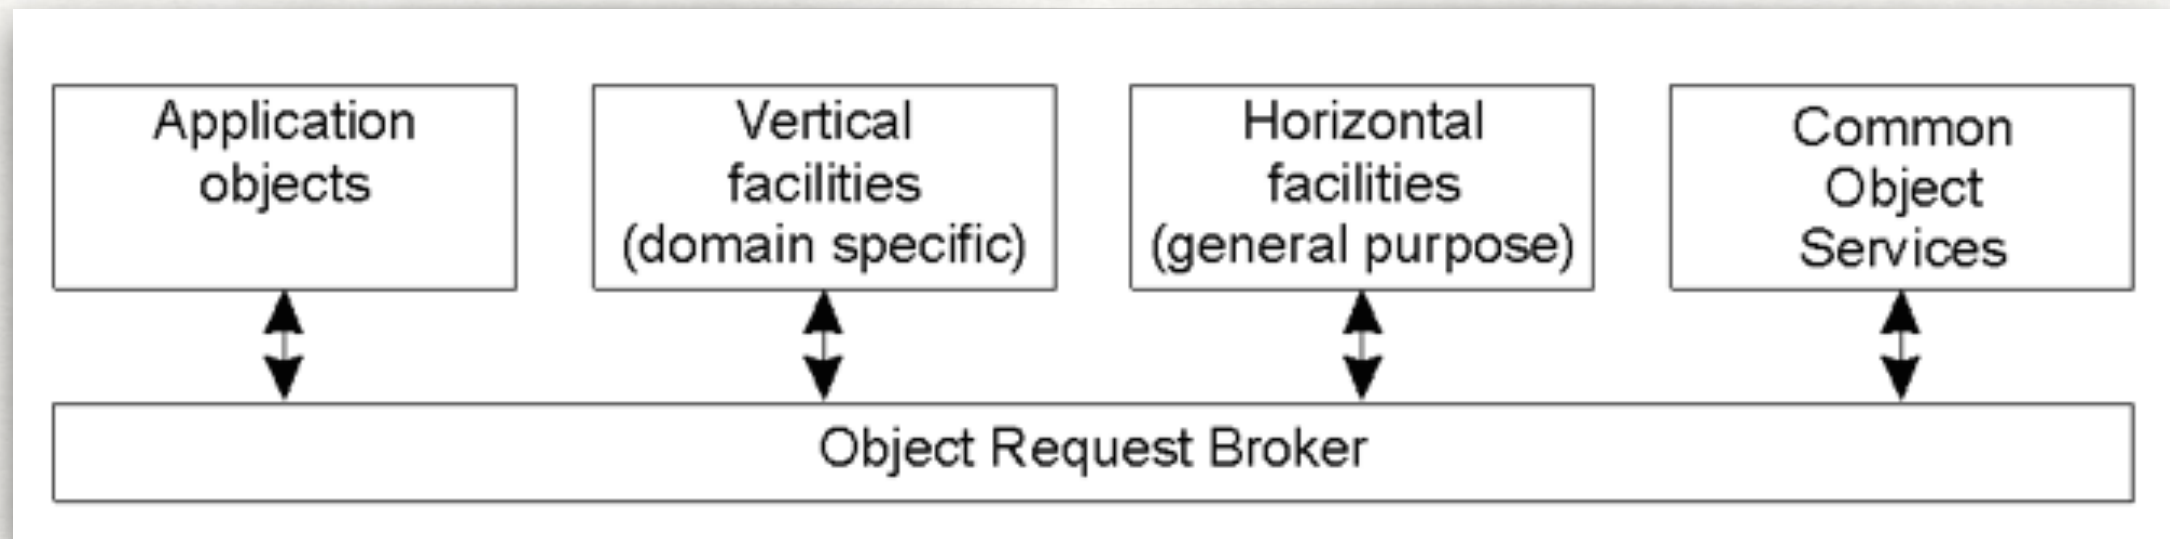 Application
objects
Vertical
facilities
(domain specific)
Horizontal
facilities
(general purpose)
Common
Object
Services
Object Request Broker